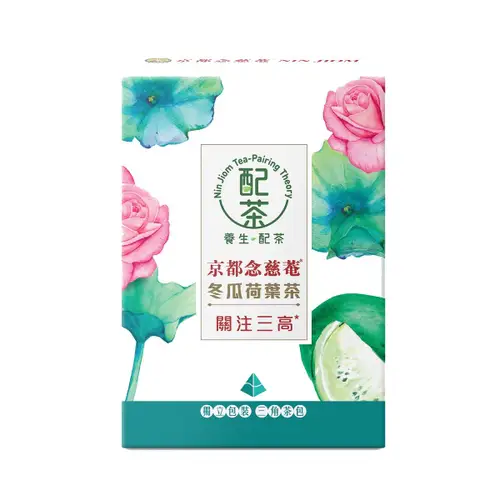 京都念慈菴 NIN JIOM
Nin Jiom Tea-Pairing Theory
配
茶
養生·配茶
京都念慈菴®
冬瓜荷葉茶
關注三高*
獨立包裝 三角茶包